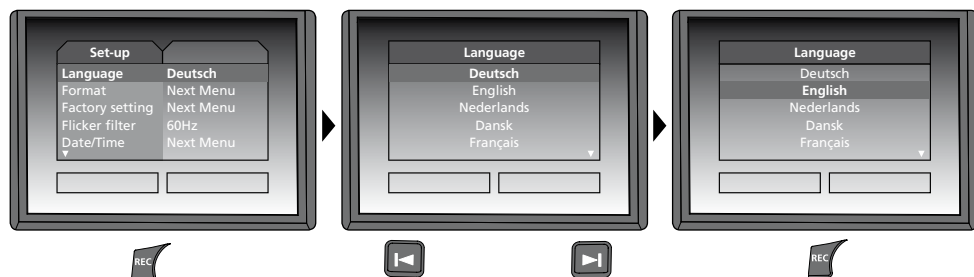 Set-up
Language Deutsch
Format Next Menu
Factory setting Next Menu
Flicker filter 60Hz
Date/Time Next Menu
Language
Deutsch
English
Nederlands
Dansk
Français
Language
Deutsch
English
Nederlands
Dansk
Français
REC
REC